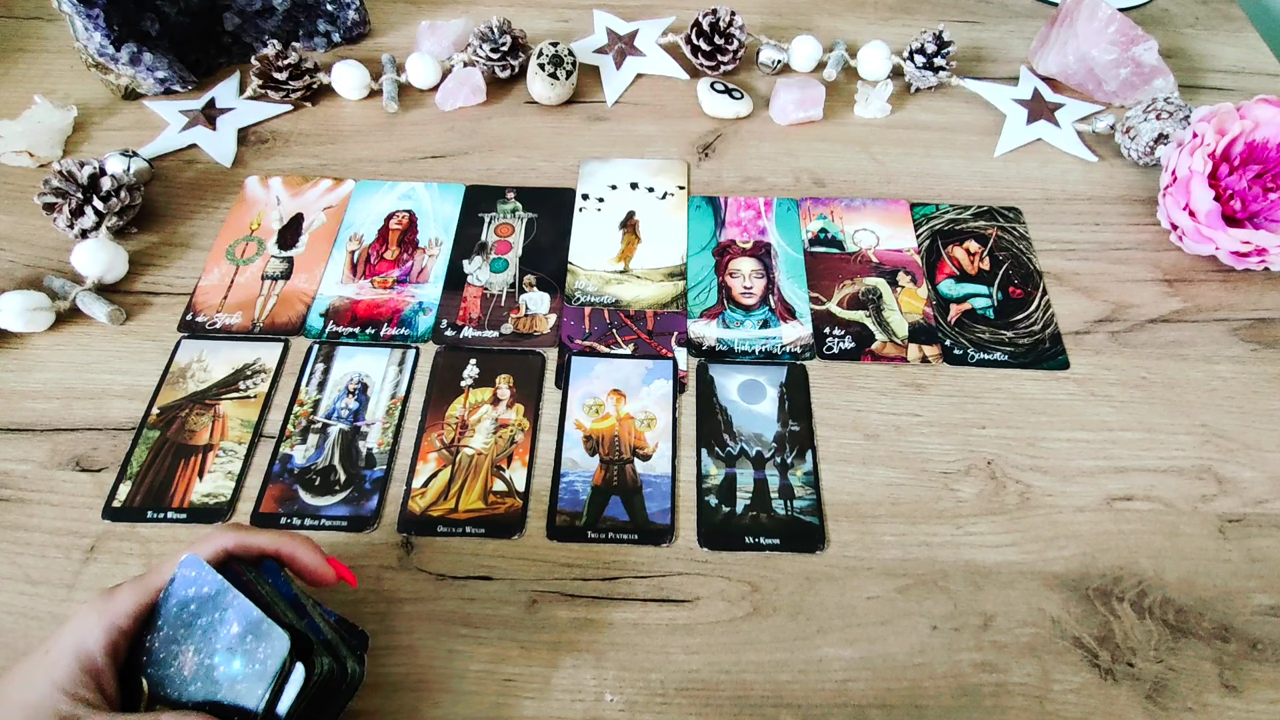 6 der Stäbe
Königin der Kelche
3 der Münzen
10 der
Schwerter
Die Hohepriesterin
4 der
Stäbe
4 der Schwerter
Ten of Wands
II • The High Priestess
Queen of Wands
Two of Pentacles
XX • Karma
8